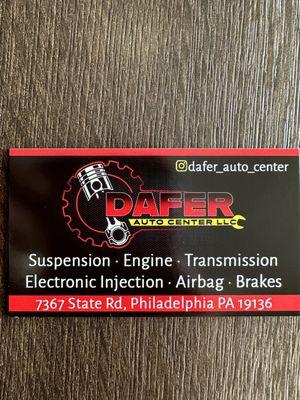 dafer_auto_center
DAFER
AUTO CENTER LLC
Suspension · Engine · Transmission
Electronic Injection · Airbag · Brakes
7367 State Rd, Philadelphia PA 19136